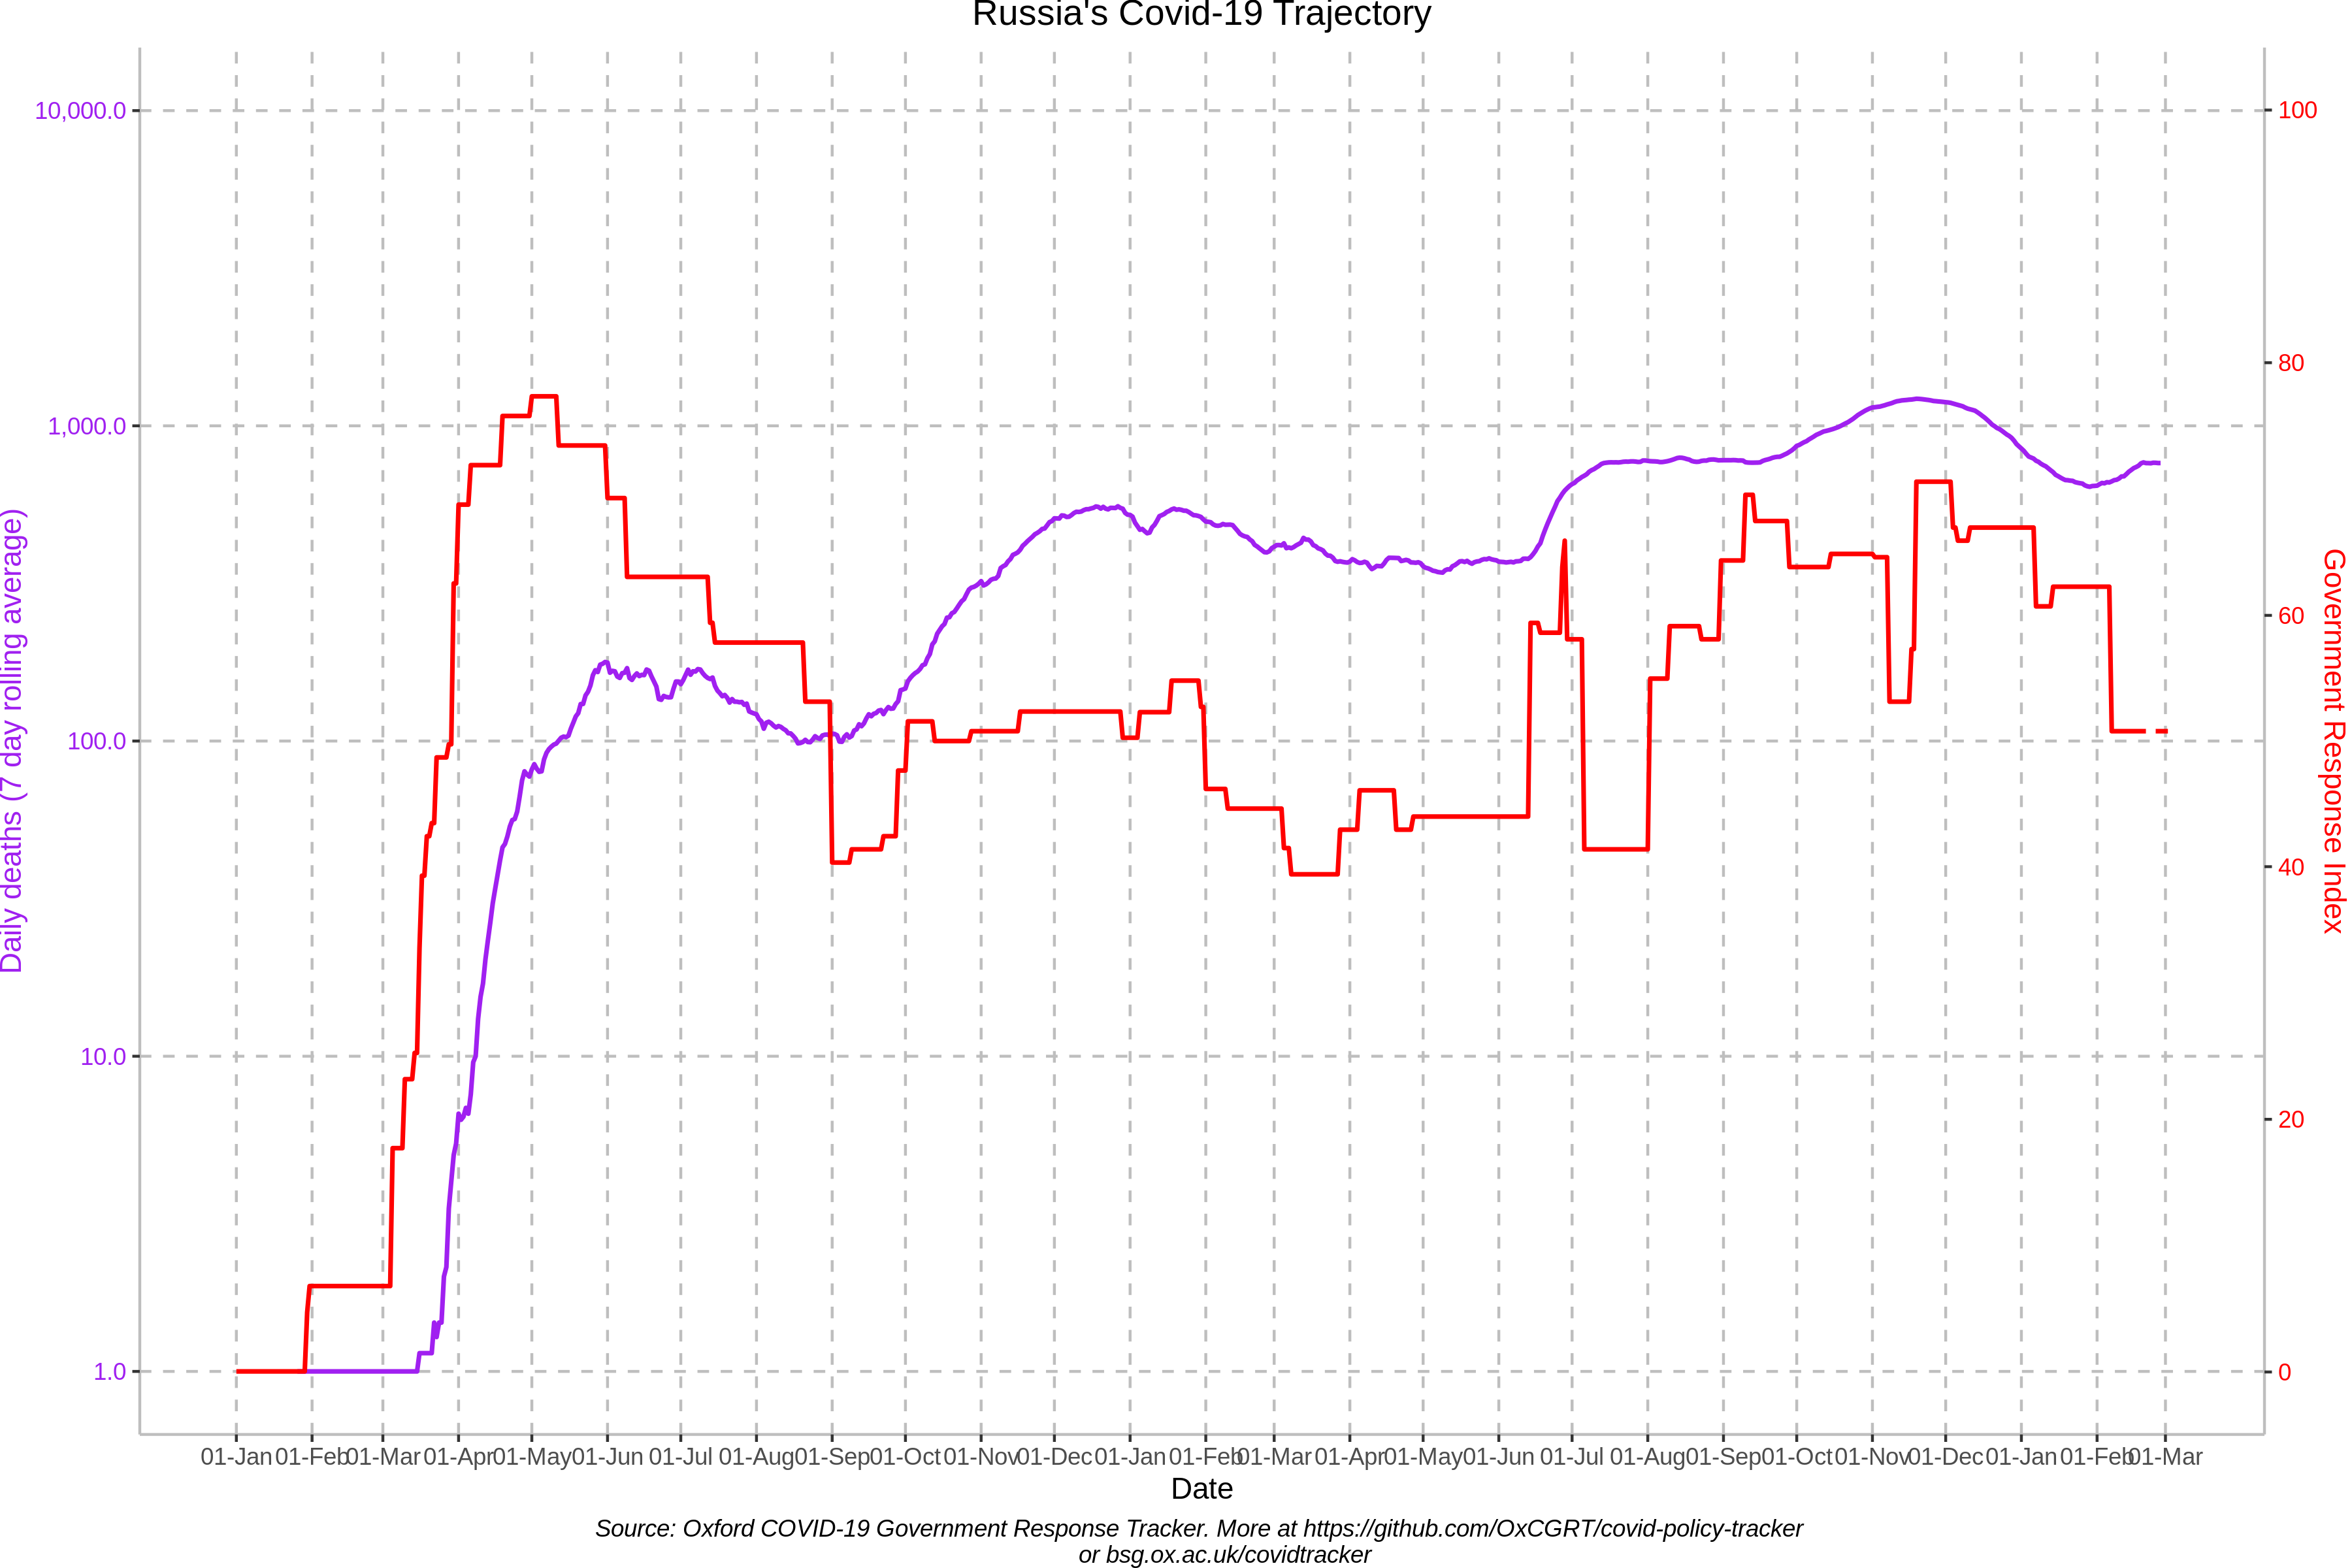 Russia's Covid-19 Trajectory
10,000.0
1,000.0
100.0
10.0
1.0
Daily deaths (7 day rolling average)
100
80
60
40
20
0
Government Response Index
01-Jan 01-Feb 01-Mar 01-Apr 01-May 01-Jun 01-Jul 01-Aug 01-Sep 01-Oct 01-Nov 01-Dec 01-Jan 01-Feb 01-Mar 01-Apr 01-May 01-Jun 01-Jul 01-Aug 01-Sep 01-Oct 01-Nov 01-Dec 01-Jan 01-Feb 01-Mar
Date
Source: Oxford COVID-19 Government Response Tracker. More at https://github.com/OxCGRT/covid-policy-tracker
or bsg.ox.ac.uk/covidtracker